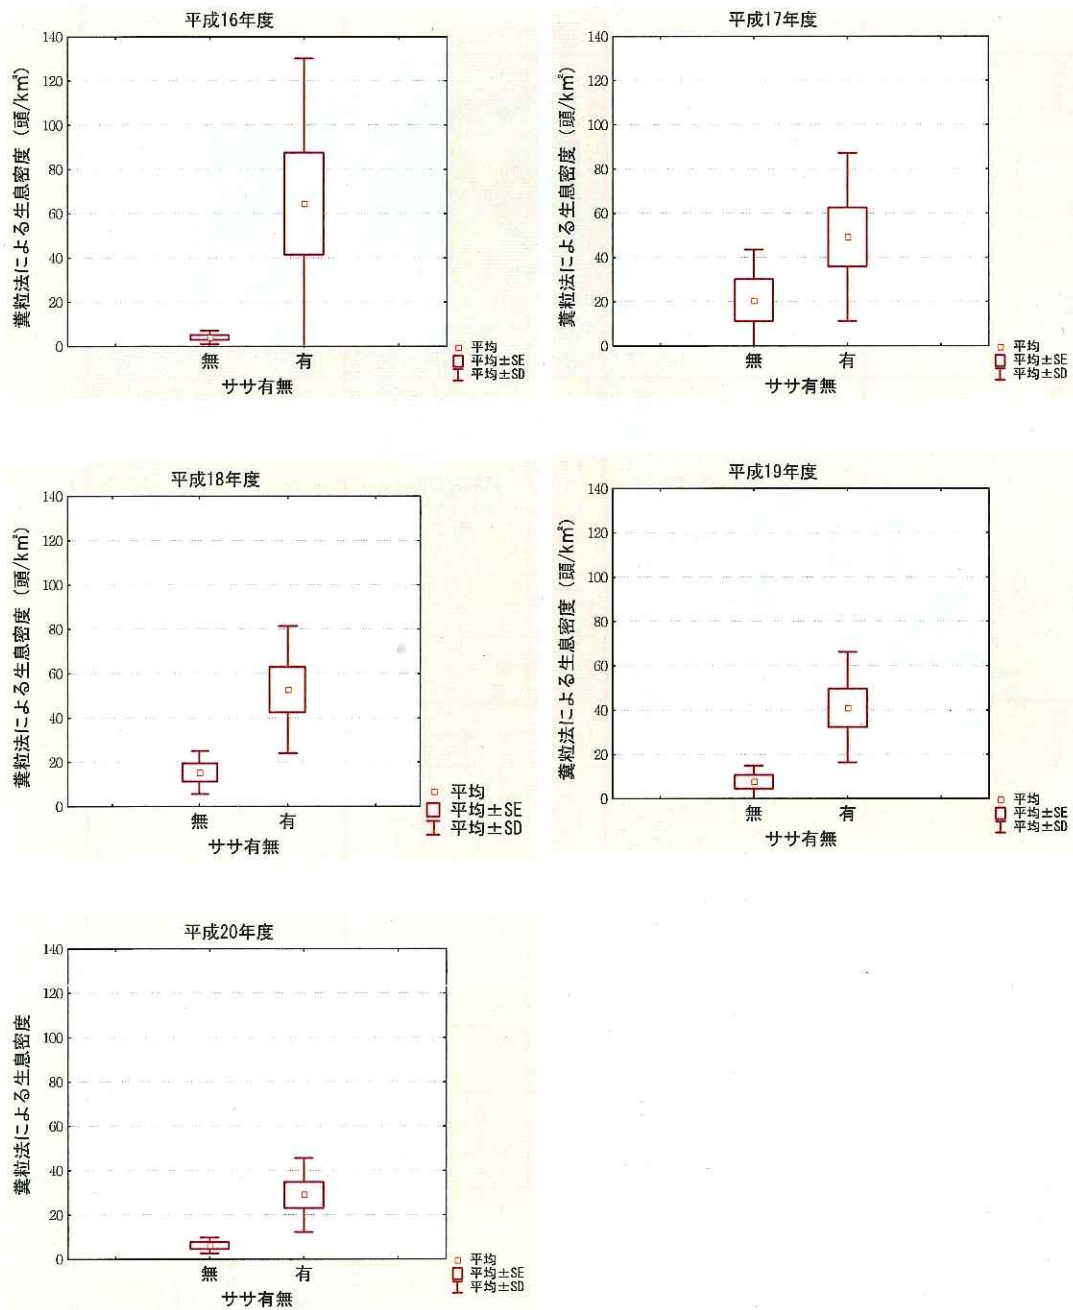 平成16年度
糞粒法による生息密度（頭/km²）
140
120
100
80
60
40
20
0
無
有
ササ有無
平均
平均±SE
平均±SD
平成17年度
糞粒法による生息密度（頭/km²）
140
120
100
80
60
40
20
0
無
有
ササ有無
平均
平均±SE
平均±SD
平成18年度
糞粒法による生息密度（頭/km²）
140
120
100
80
60
40
20
0
無
有
ササ有無
平均
平均±SE
平均±SD
平成19年度
糞粒法による生息密度（頭/km²）
140
120
100
80
60
40
20
0
無
有
ササ有無
平均
平均±SE
平均±SD
平成20年度
糞粒法による生息密度
140
120
100
80
60
40
20
0
無
有
ササ有無
平均
平均±SE
平均±SD